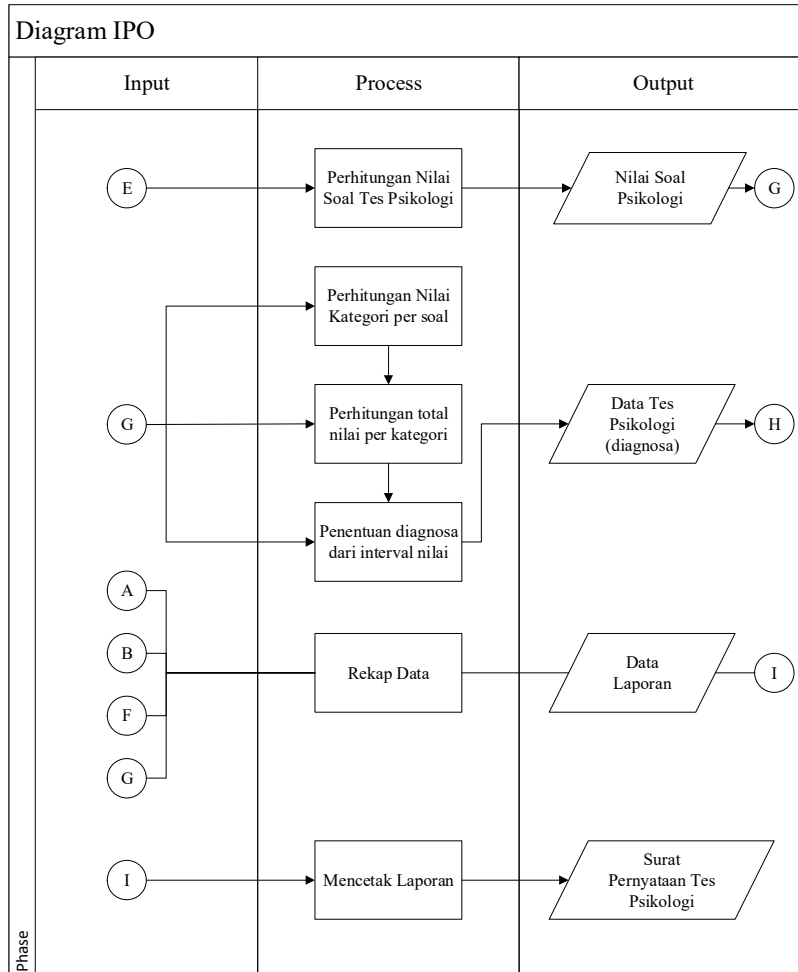 Diagram IPO
Input
Process
Output
E
Perhitungan Nilai
Soal Tes Psikologi
Nilai Soal
Psikologi
G
Perhitungan Nilai
Kategori per soal
G
Perhitungan total
nilai per kategori
Data Tes
Psikologi
(diagnosa)
H
Penentuan diagnosa
dari interval nilai
A
B
F
G
Rekap Data
Data
Laporan
I
I
Mencetak Laporan
Surat
Pernyataan Tes
Psikologi
Phase